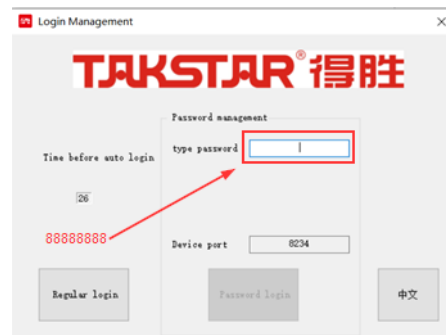 Login Management
TAKSTAR®得胜
Password management
type password
Time before auto login
26
88888888
Device port 8234
Regular login
Password login
中文